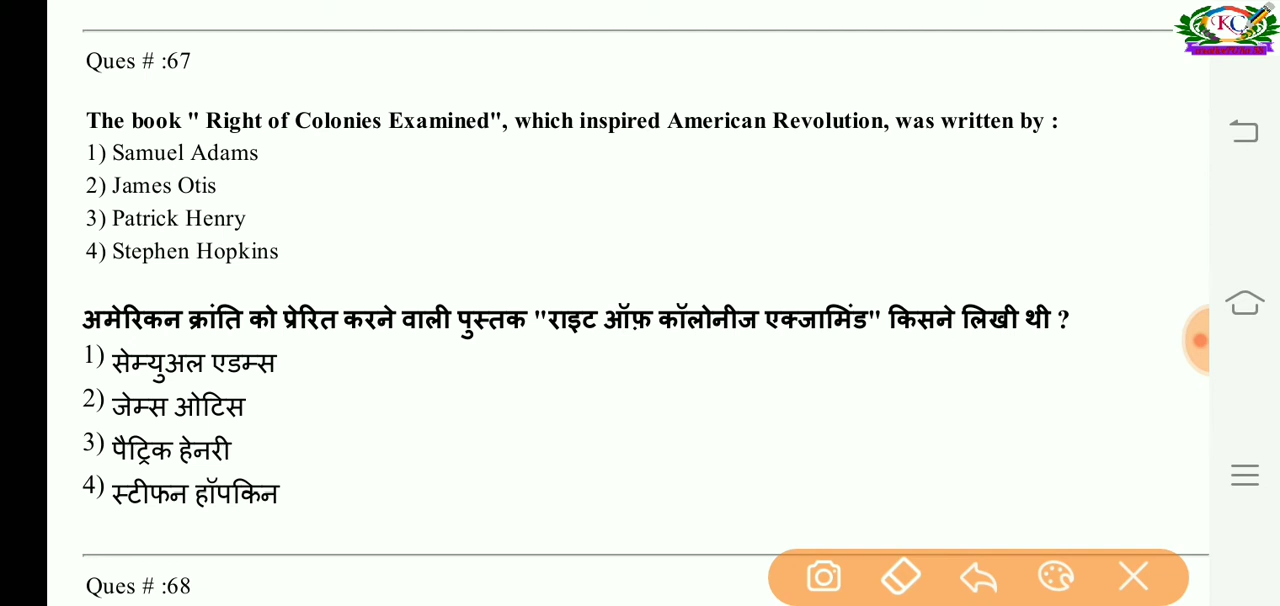 Ques # :67
The book " Right of Colonies Examined", which inspired American Revolution, was written by :
1) Samuel Adams
2) James Otis
3) Patrick Henry
4) Stephen Hopkins
अमेरिकन क्रांति को प्रेरित करने वाली पुस्तक "राइट ऑफ़ कॉलोनीज एक्जामिंड" किसने लिखी थी ?
1) सेम्युअल एडम्स
2) जेम्स ओटिस
3) पैट्रिक हेनरी
4) स्टीफन हॉपकिन
Ques # :68
KC